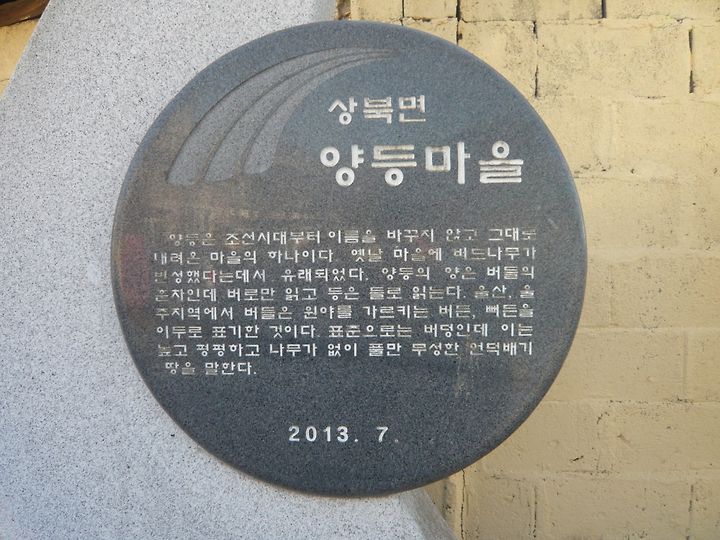 상북면
양등마을
양등은 조선시대부터 이름을 바꾸지 않고 그대로
내려온 마을의 하나이다. 옛날 마을에 버드나무가
번성했다는데서 유래되었다. 양등의 양은 버들의
훈차인데 버로만 읽고 등은 들로 읽는다. 울산, 울
주지역에서 버들은 원야를 가르키는 버든, 뻐든을
이두로 표기한 것이다. 표준으로는 버덩인데 이는
높고 평평하고 나무가 없이 풀만 무성한 언덕배기
땅을 말한다.
2013. 7.